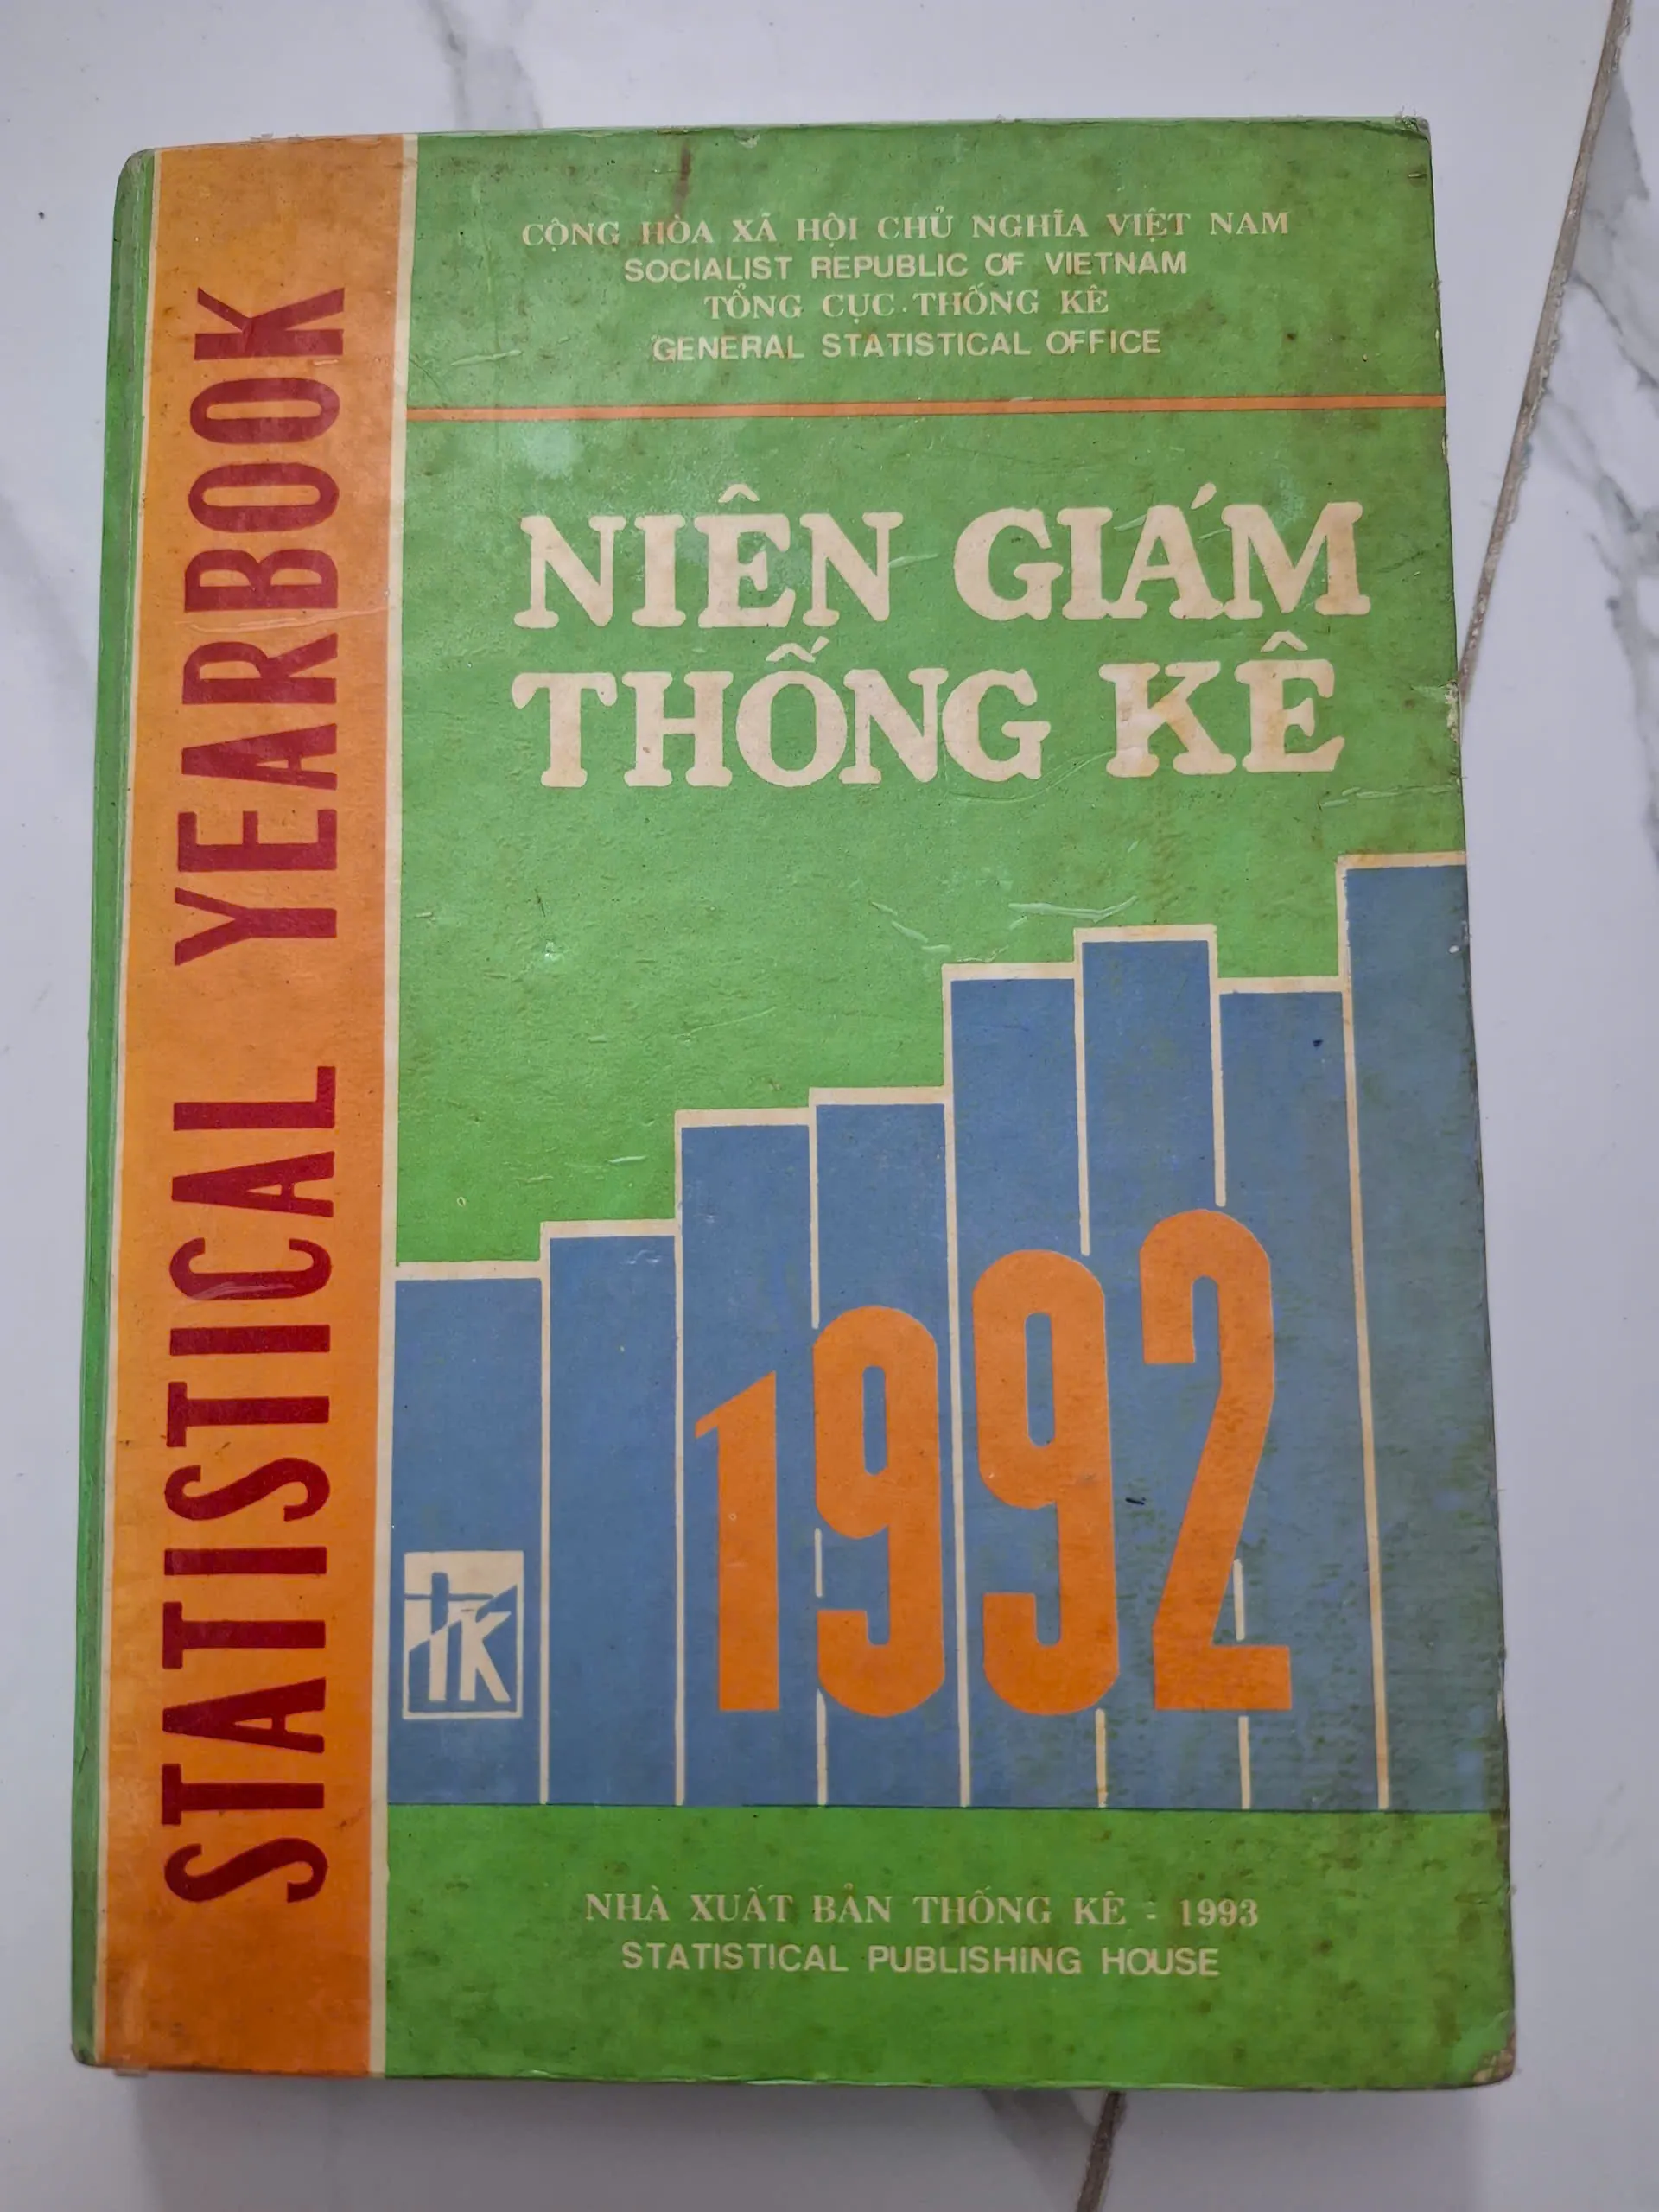 CỘNG HÒA XÃ HỘI CHỦ NGHĨA VIỆT NAM
SOCIALIST REPUBLIC OF VIETNAM
TỔNG CỤC THỐNG KÊ
GENERAL STATISTICAL OFFICE
NIÊN GIÁM
THỐNG KÊ
STATISTICAL YEARBOOK
1992
TK
NHÀ XUẤT BẢN THỐNG KÊ - 1993
STATISTICAL PUBLISHING HOUSE